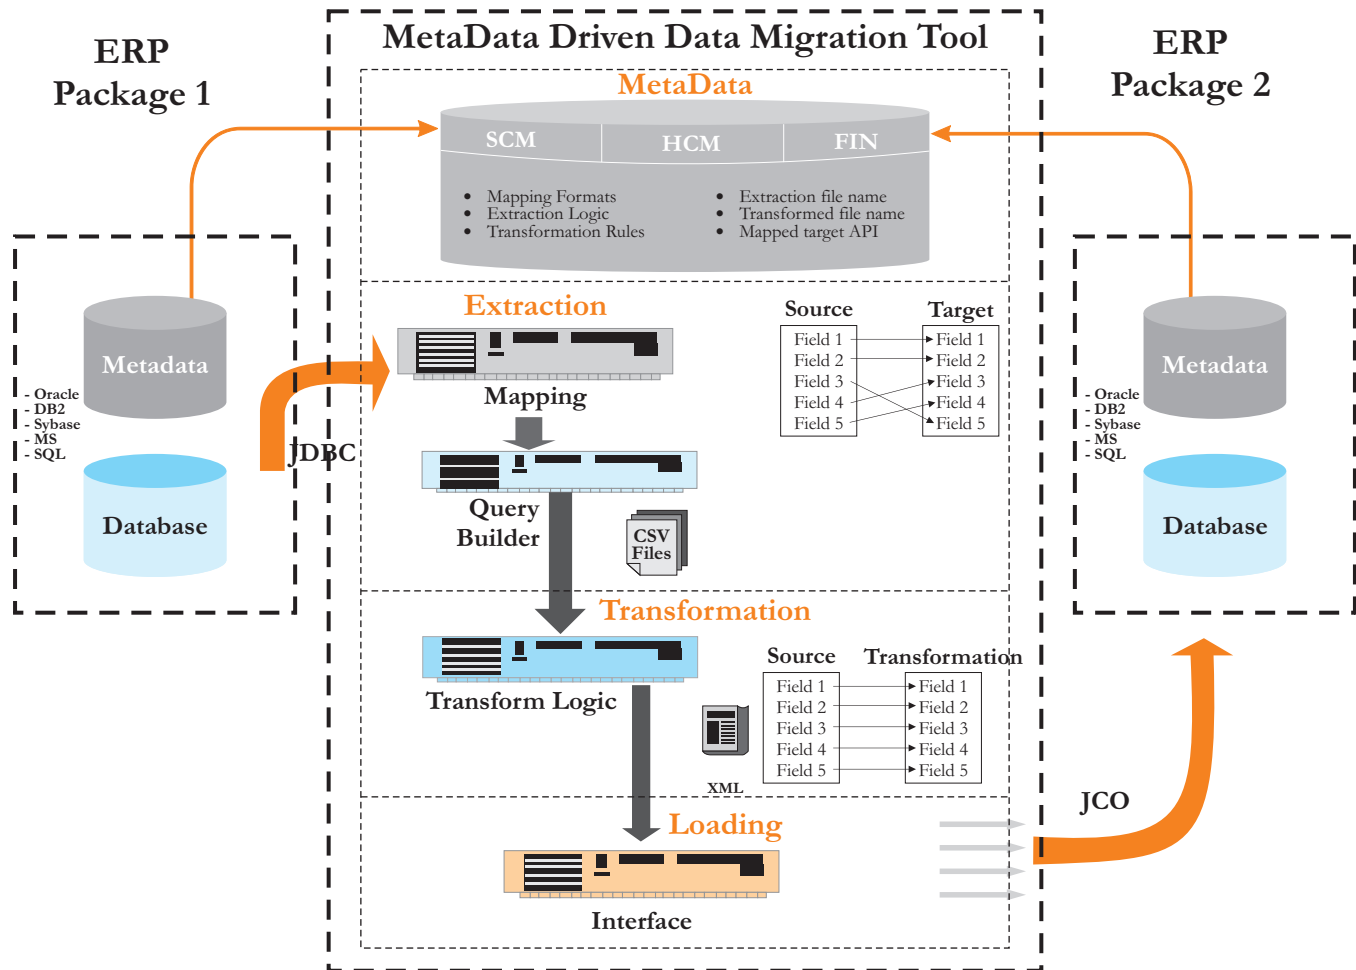 MetaData Driven Data Migration Tool
ERP
Package 1
ERP
Package 2
MetaData
SCM
HCM
FIN
• Mapping Formats
• Extraction Logic
• Transformation Rules
• Extraction file name
• Transformed file name
• Mapped target API
Metadata
- Oracle
- DB2
- Sybase
- MS
- SQL
Database
JDBC
Extraction
Mapping
Query
Builder
CSV
Files
Source
Field 1
Field 2
Field 3
Field 4
Field 5
Target
Field 1
Field 2
Field 3
Field 4
Field 5
Metadata
- Oracle
- DB2
- Sybase
- MS
- SQL
Database
Transformation
Transform Logic
XML
Source
Field 1
Field 2
Field 3
Field 4
Field 5
Transformation
Field 1
Field 2
Field 3
Field 4
Field 5
Loading
Interface
JCO